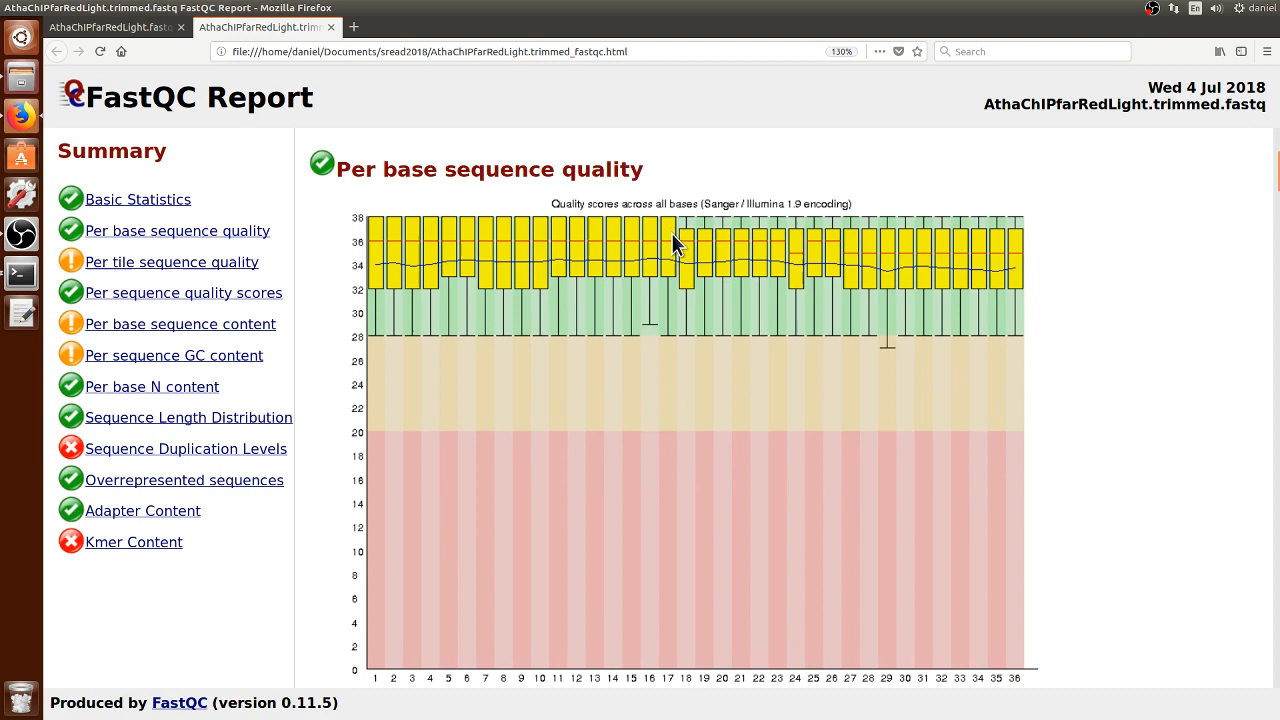 AthaChIPfarRedLight.trimmed.fastq FastQC Report - Mozilla Firefox
En
daniel
AthaChIPfarRedLight.fastq
AthaChIPfarRedLight.trimm
file:///home/daniel/Documents/sread2018/AthaChIPfarRedLight.trimmed_fastqc.html
130%
Search
FastQC Report
Wed 4 Jul 2018
AthaChIPfarRedLight.trimmed.fastq
Summary
Basic Statistics
Per base sequence quality
Per tile sequence quality
Per sequence quality scores
Per base sequence content
Per sequence GC content
Per base N content
Sequence Length Distribution
Sequence Duplication Levels
Overrepresented sequences
Adapter Content
Kmer Content
Per base sequence quality
Quality scores across all bases (Sanger / Illumina 1.9 encoding)
38
36
34
32
30
28
26
24
22
20
18
16
14
12
10
8
6
4
2
0
1 2 3 4 5 6 7 8 9 10 11 12 13 14 15 16 17 18 19 20 21 22 23 24 25 26 27 28 29 30 31 32 33 34 35 36
Produced by FastQC (version 0.11.5)